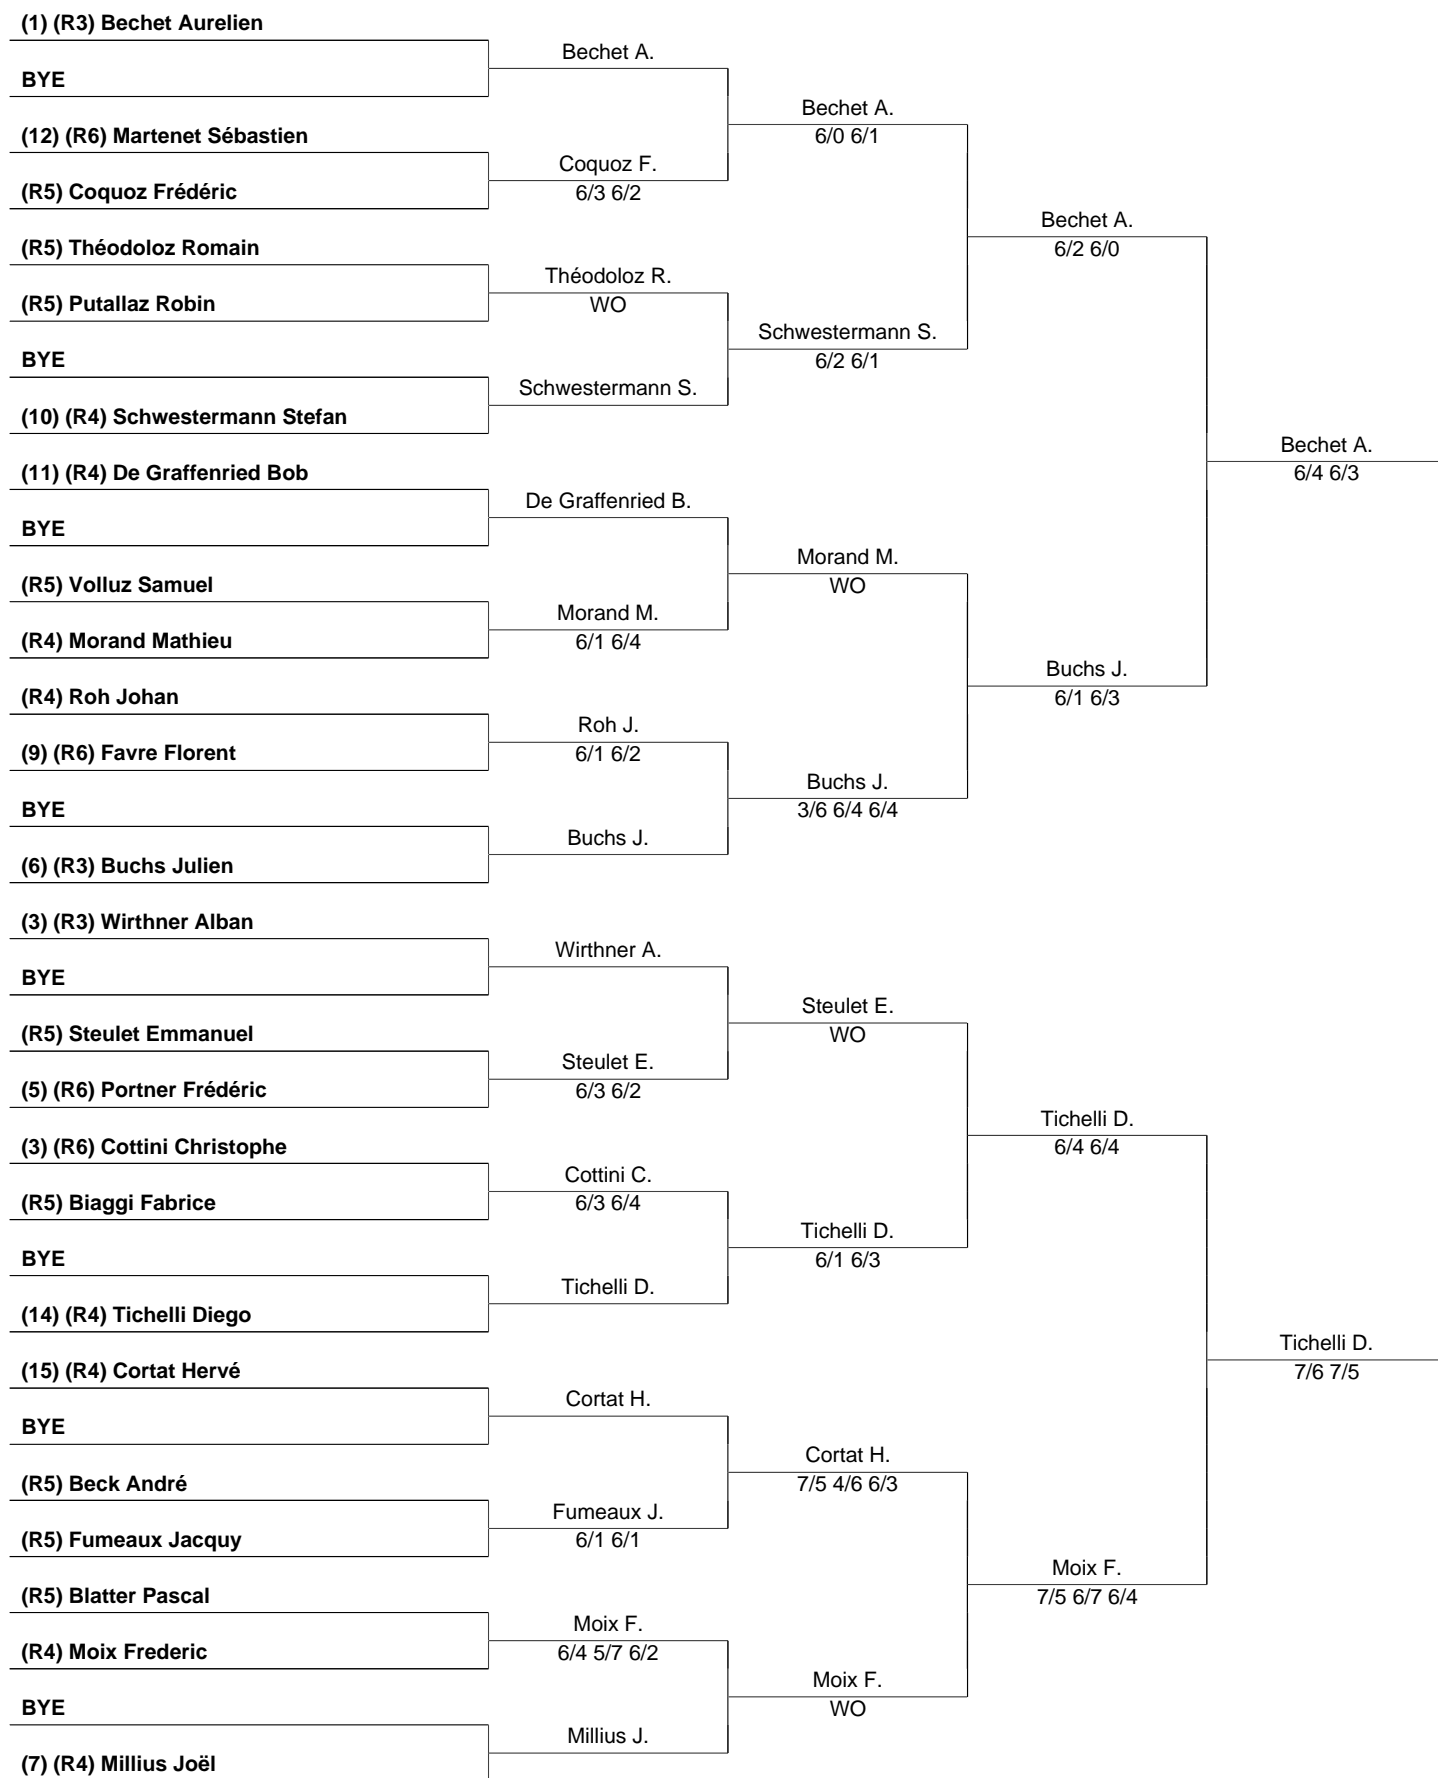 (1) (R3) Bechet Aurelien
BYE
(12) (R6) Martenet Sébastien
(R5) Coquoz Frédéric
(R5) Théodoloz Romain
(R5) Putallaz Robin
BYE
(10) (R4) Schwestermann Stefan
(11) (R4) De Graffenried Bob
BYE
(R5) Volluz Samuel
(R4) Morand Mathieu
(R4) Roh Johan
(9) (R6) Favre Florent
BYE
(6) (R3) Buchs Julien
(3) (R3) Wirthner Alban
BYE
(R5) Steulet Emmanuel
(5) (R6) Portner Frédéric
(3) (R6) Cottini Christophe
(R5) Biaggi Fabrice
BYE
(14) (R4) Tichelli Diego
(15) (R4) Cortat Hervé
BYE
(R5) Beck André
(R5) Fumeaux Jacquy
(R5) Blatter Pascal
(R4) Moix Frederic
BYE
(7) (R4) Millius Joël
Bechet A.
Coquoz F.
6/3 6/2
Théodoloz R.
WO
Schwestermann S.
De Graffenried B.
Morand M.
6/1 6/4
Roh J.
6/1 6/2
Buchs J.
Wirthner A.
Steulet E.
6/3 6/2
Cottini C.
6/3 6/4
Tichelli D.
Cortat H.
Fumeaux J.
6/1 6/1
Moix F.
6/4 5/7 6/2
Millius J.
Bechet A.
6/0 6/1
Schwestermann S.
6/2 6/1
Morand M.
WO
Buchs J.
3/6 6/4 6/4
Steulet E.
WO
Tichelli D.
6/1 6/3
Cortat H.
7/5 4/6 6/3
Moix F.
WO
Bechet A.
6/2 6/0
Buchs J.
6/1 6/3
Tichelli D.
6/4 6/4
Moix F.
7/5 6/7 6/4
Bechet A.
6/4 6/3
Tichelli D.
7/6 7/5